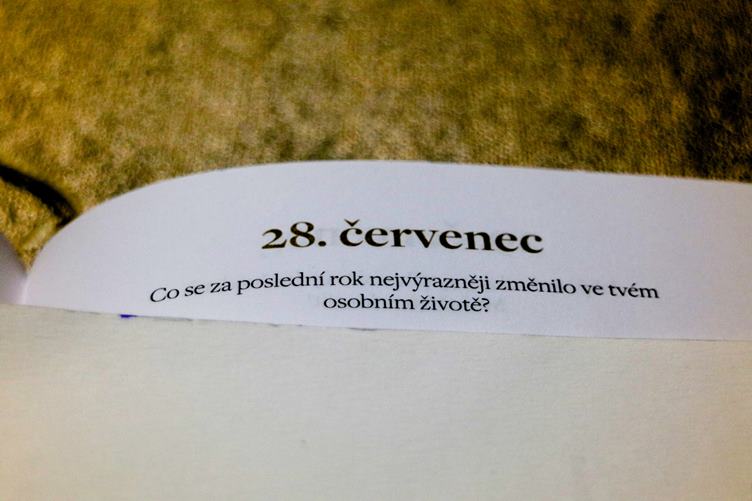 28. červenec
Co se za poslední rok nejvýrazněji změnilo ve tvém
osobním životě?